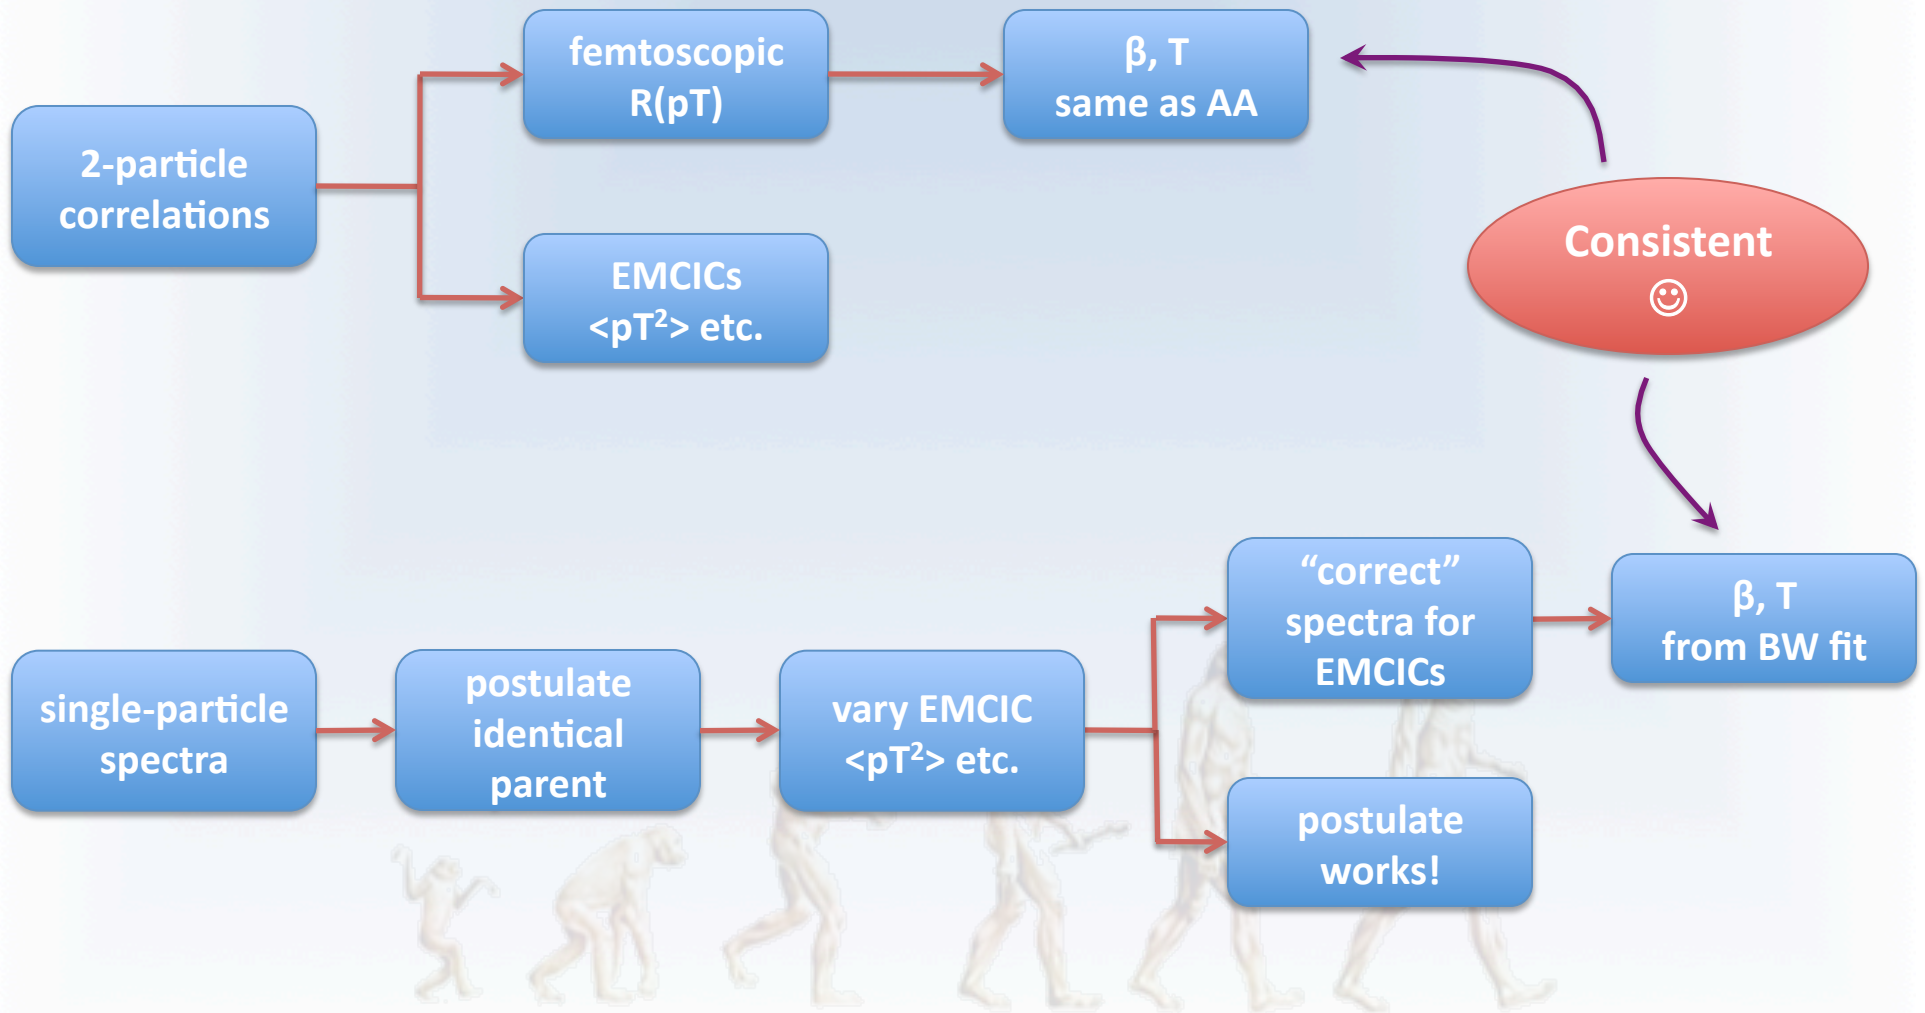 femtoscopic
R(pT)
β, T
same as AA
2-particle
correlations
EMCICs
<pT²> etc.
Consistent
☺
single-particle
spectra
postulate
identical
parent
vary EMCIC
<pT²> etc.
“correct”
spectra for
EMCICs
β, T
from BW fit
postulate
works!